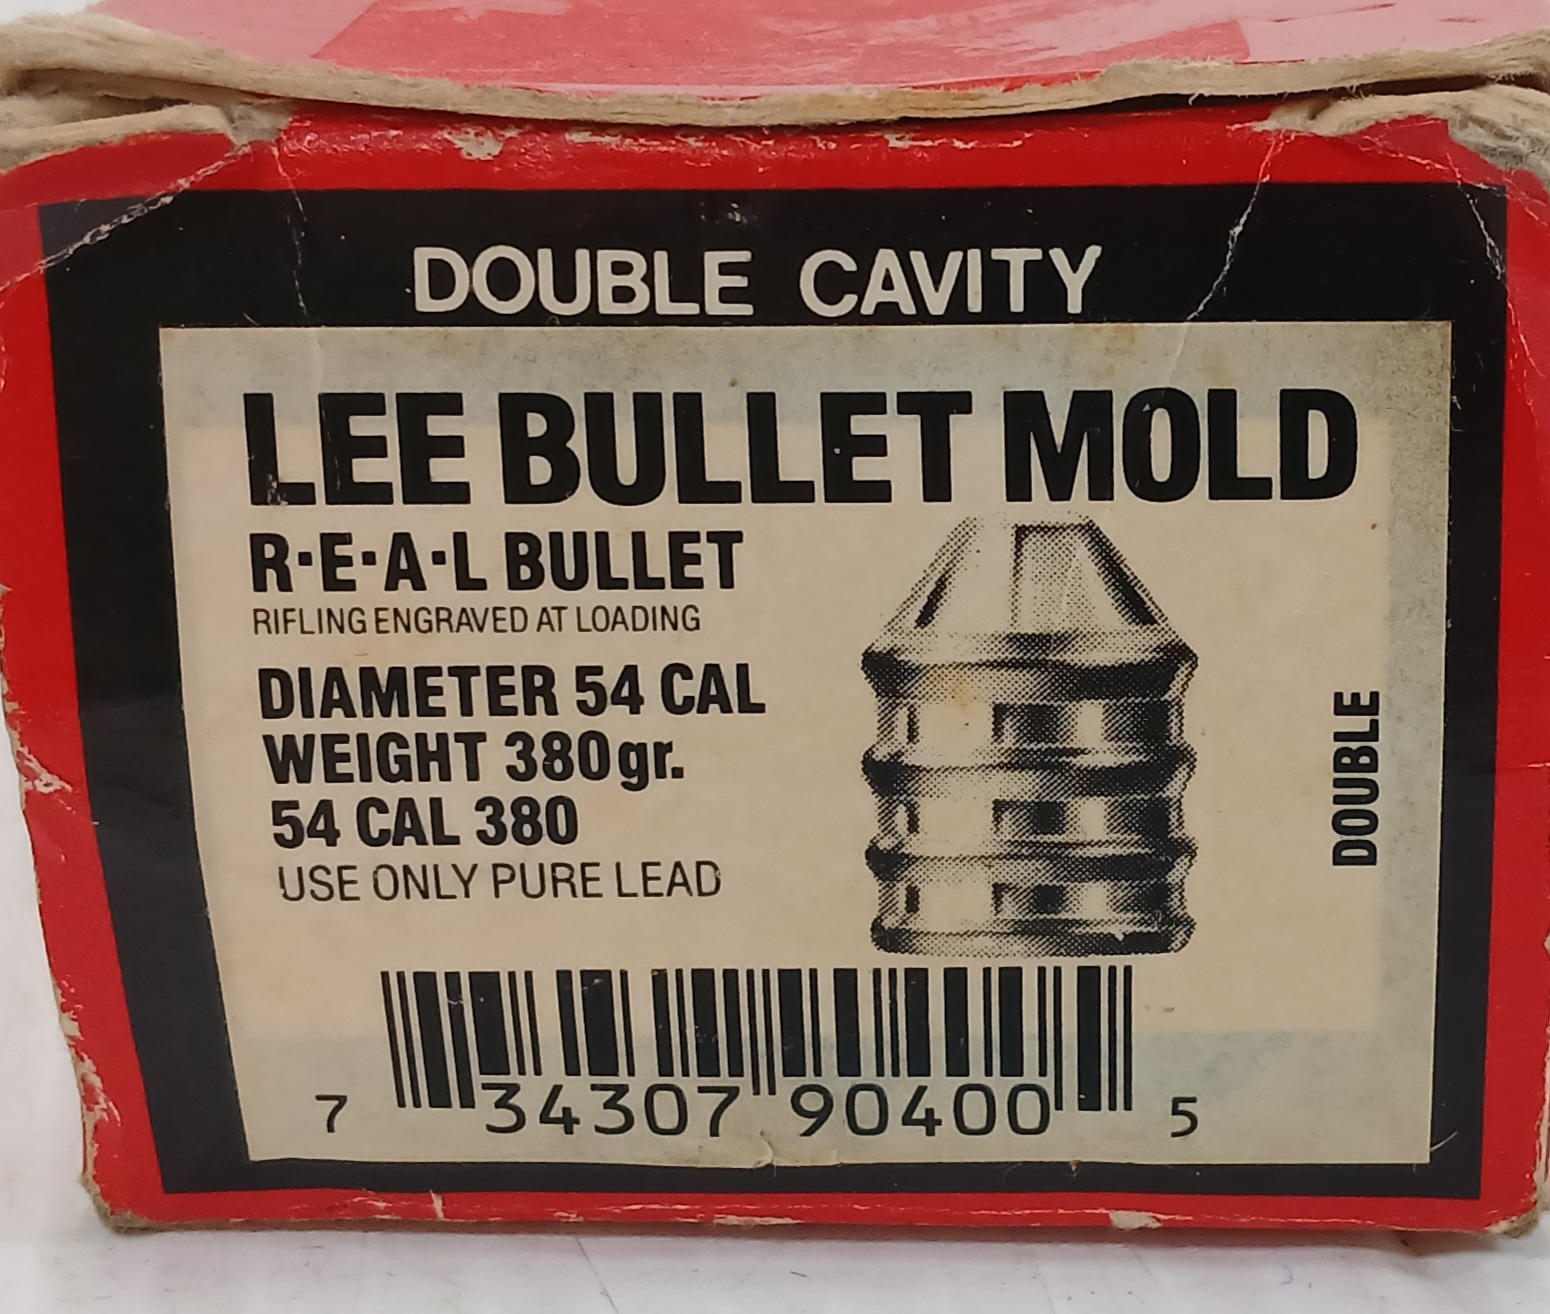 DOUBLE CAVITY
LEE BULLET MOLD
R·E·A·L BULLET
RIFLING ENGRAVED AT LOADING
DIAMETER 54 CAL
WEIGHT 380gr.
54 CAL 380
USE ONLY PURE LEAD
DOUBLE
7 34307 90400 5